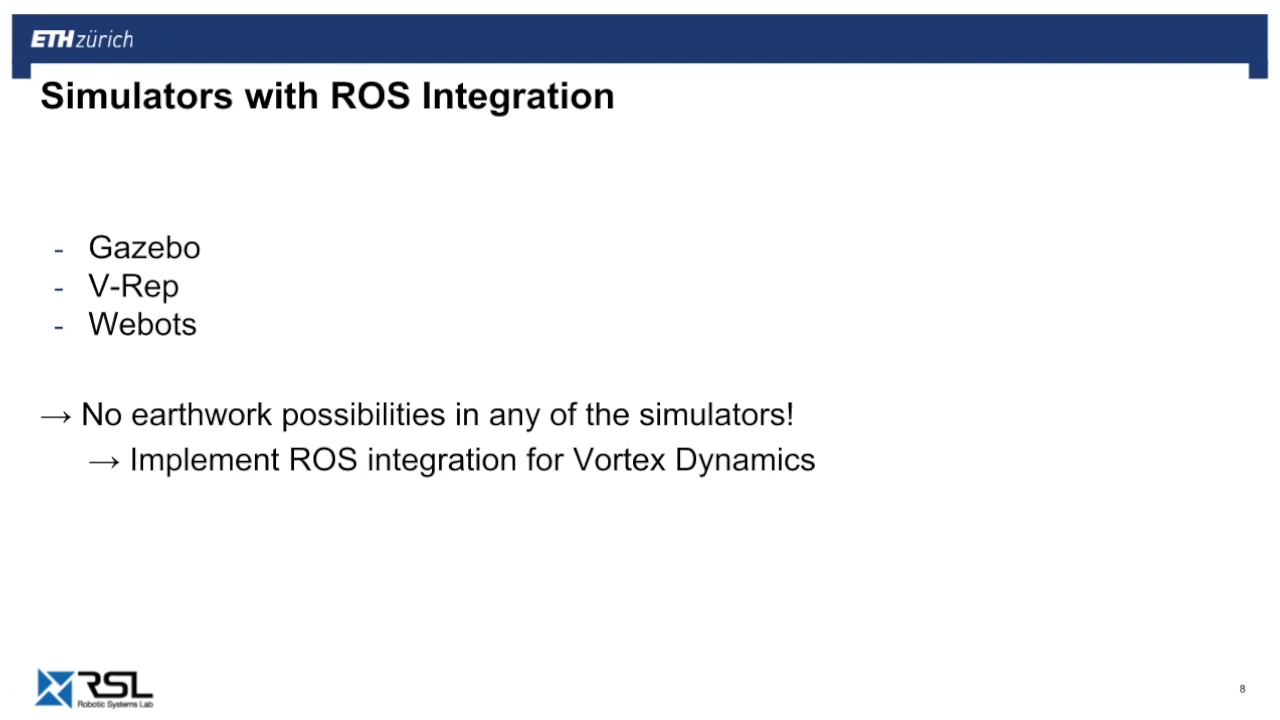 ETH zürich
Simulators with ROS Integration
- Gazebo
- V-Rep
- Webots
→ No earthwork possibilities in any of the simulators!
→ Implement ROS integration for Vortex Dynamics
RSL
Robotic Systems Lab
8